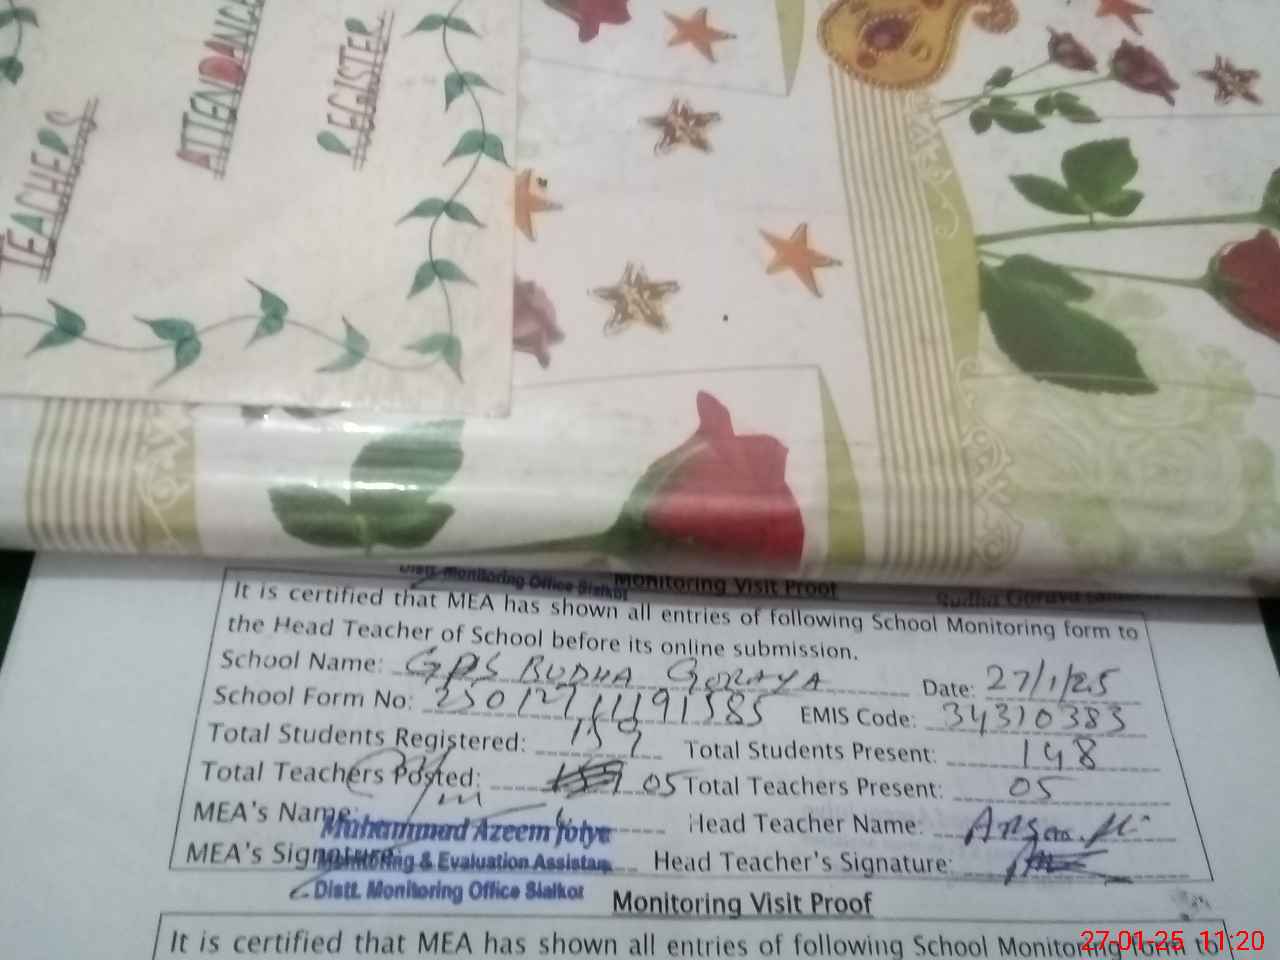 TEACHERS
ATTENDANCE
REGISTER
Distt. Monitoring Office Sialkot
Monitoring Visit Proof
It is certified that MEA has shown all entries of following School Monitoring form to
the Head Teacher of School before its online submission.
School Name: GPS BUDHA GORAYA Date: 27/1/25
School Form No: EMIS Code: 34310383
Total Students Registered: 159 Total Students Present: 148
Total Teachers Posted: 05 Total Teachers Present: 05
MEA's Name: Head Teacher Name:
Muhammad Azeem Joiya
MEA's Signature: Head Teacher's Signature:
Monitoring & Evaluation Assistan
Distt. Monitoring Office Sialkot
Monitoring Visit Proof
It is certified that MEA has shown all entries of following School Monitoring form to
27-01-25 11:20